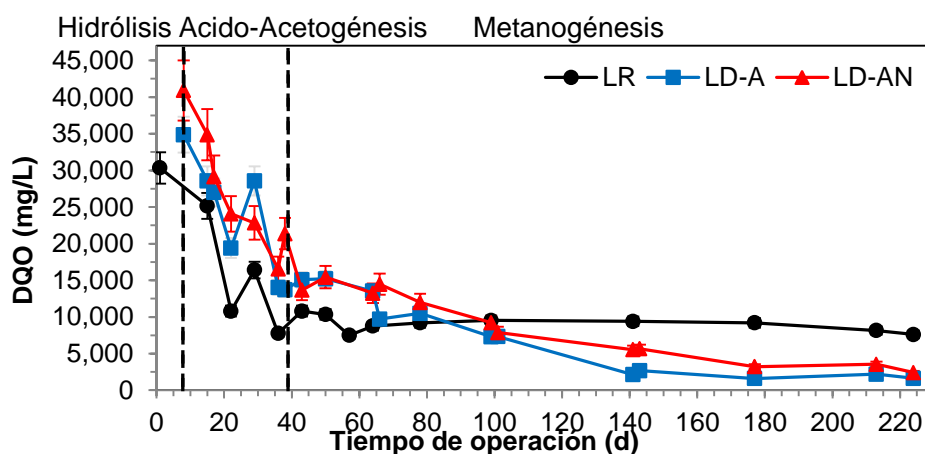 Hidrólisis Acido-Acetogénesis Metanogénesis
45,000
LR LD-A LD-AN
40,000
35,000
30,000
25,000
20,000
15,000
10,000
5,000
0
DQO (mg/L)
0 20 40 60 80 100 120 140 160 180 200 220
Tiempo de operación (d)